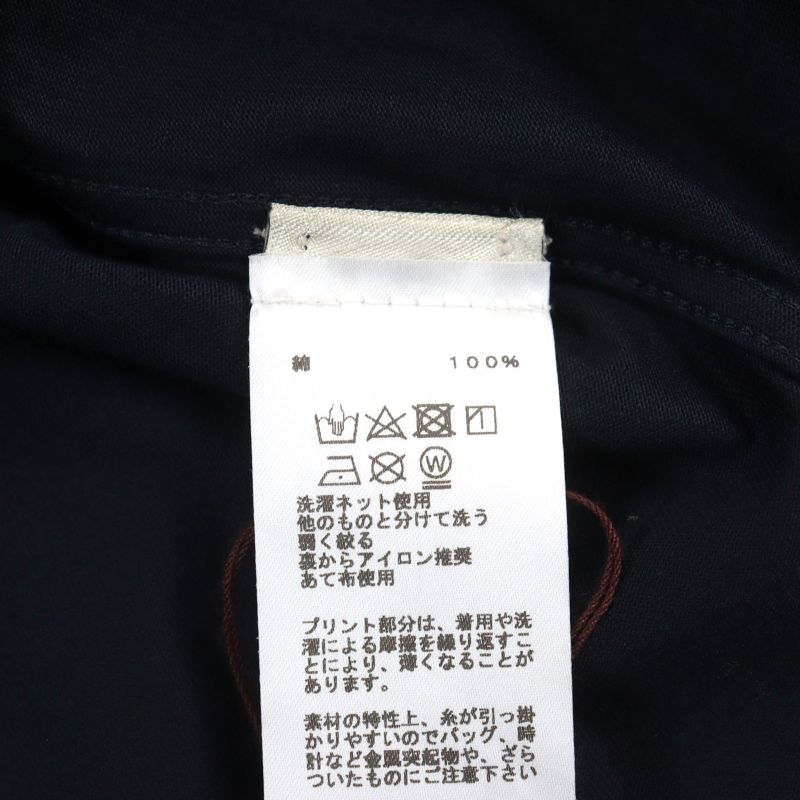 綿 100%
W
洗濯ネット使用
他のものと分けて洗う
弱く絞る
裏からアイロン推奨
あて布使用
プリント部分は、着用や洗
濯による摩擦を繰り返すこ
とにより、薄くなることが
あります。
素材の特性上、糸が引っ掛
かりやすいのでバッグ、時
計など金属突起物や、ざら
ついたものにご注意下さい